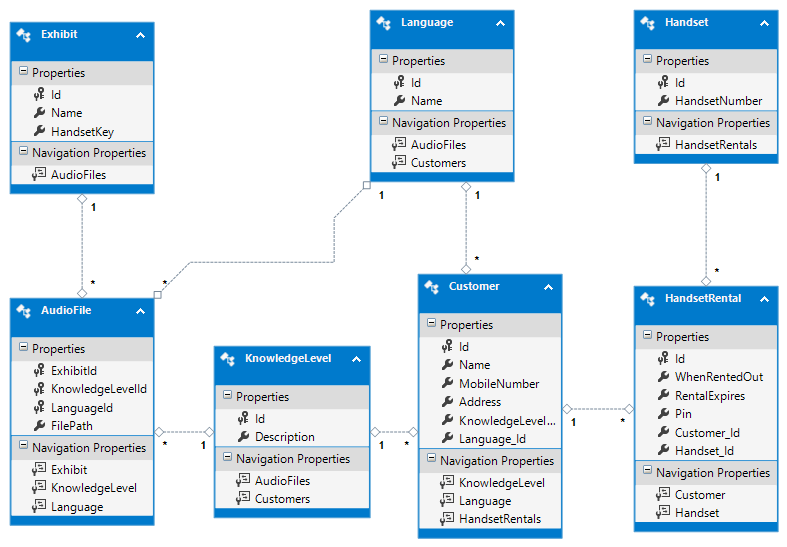 Exhibit
Properties
Id
Name
HandsetKey
Navigation Properties
AudioFiles
Language
Properties
Id
Name
Navigation Properties
AudioFiles
Customers
Handset
Properties
Id
HandsetNumber
Navigation Properties
HandsetRentals
1
*
1
*
1
*
1
*
AudioFile
Properties
ExhibitId
KnowledgeLevelId
LanguageId
FilePath
Navigation Properties
Exhibit
KnowledgeLevel
Language
*
1
KnowledgeLevel
Properties
Id
Description
Navigation Properties
AudioFiles
Customers
1
*
Customer
Properties
Id
Name
MobileNumber
Address
KnowledgeLevel...
Language_Id
Navigation Properties
KnowledgeLevel
Language
HandsetRentals
1
*
HandsetRental
Properties
Id
WhenRentedOut
RentalExpires
Pin
Customer_Id
Handset_Id
Navigation Properties
Customer
Handset